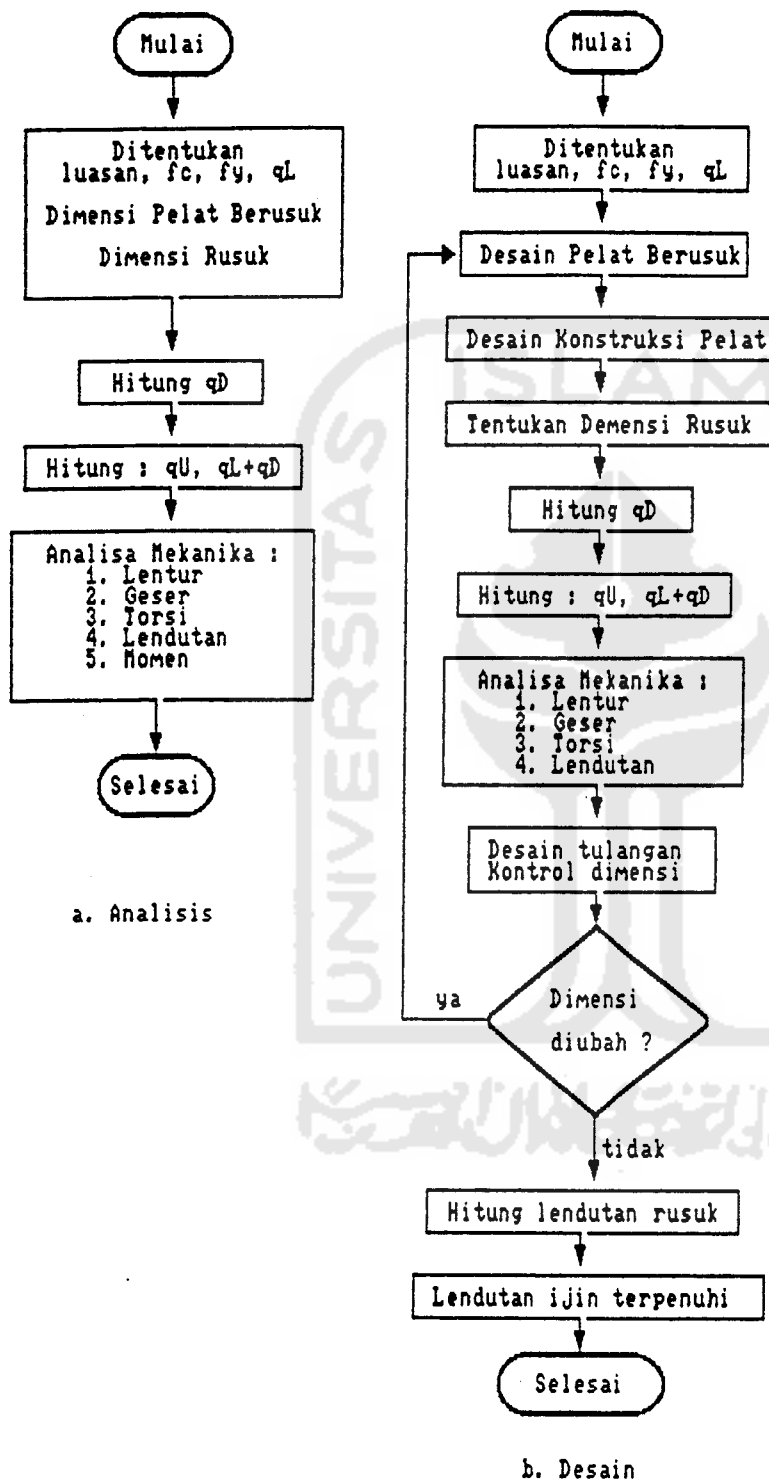 Mulai
Ditentukan
luasan, fc, fy, qL
Dimensi Pelat Berusuk
Dimensi Rusuk
Hitung qD
Hitung : qU, qL+qD
Analisa Mekanika :
1. Lentur
2. Geser
3. Torsi
4. Lendutan
5. Momen
Selesai
a. Analisis
Mulai
Ditentukan
luasan, fc, fy, qL
Desain Pelat Berusuk
Desain Konstruksi Pelat
Tentukan Demensi Rusuk
Hitung qD
Hitung : qU, qL+qD
Analisa Mekanika :
1. Lentur
2. Geser
3. Torsi
4. Lendutan
Desain tulangan
Kontrol dimensi
Dimensi
diubah ?
ya
tidak
Hitung lendutan rusuk
Lendutan ijin terpenuhi
Selesai
b. Desain
UNIVERSITAS
ISLAM